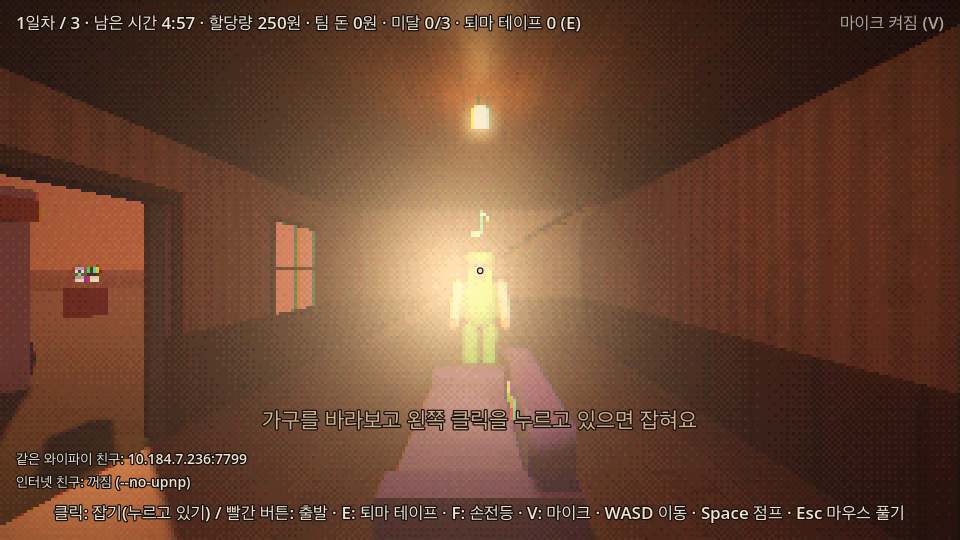 1일차 / 3 · 남은 시간 4:57 · 할당량 250원 · 팀 돈 0원 · 미달 0/3 · 퇴마 테이프 0 (E)
마이크 켜짐 (V)
가구를 바라보고 왼쪽 클릭을 누르고 있으면 잡혀요
같은 와이파이 친구: 10.184.7.236:7799
인터넷 친구: 꺼짐 (--no-upnp)
클릭: 잡기(누르고 있기) / 빨간 버튼: 출발 · E: 퇴마 테이프 · F: 손전등 · V: 마이크 · WASD 이동 · Space 점프 · Esc 마우스 풀기